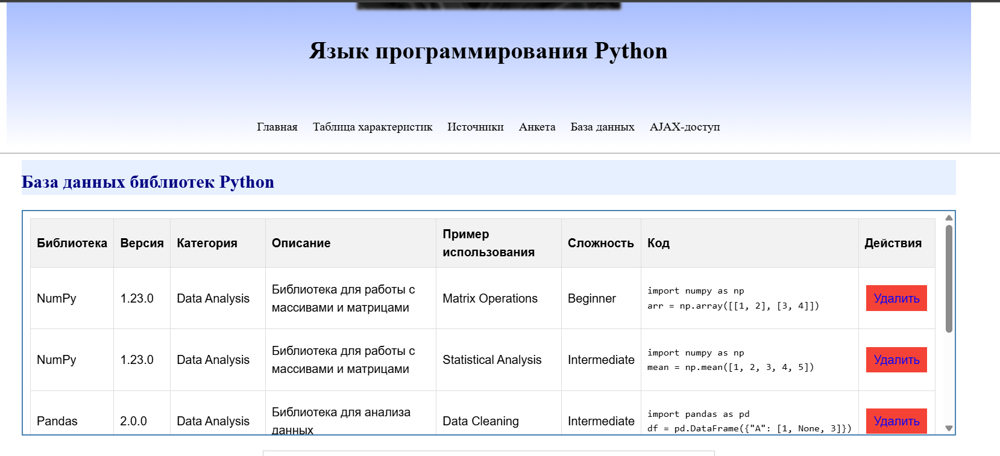 Язык программирования Python
Главная Таблица характеристик Источники Анкета База данных AJAX-доступ
База данных библиотек Python
Библиотека Версия Категория Описание Пример использования Сложность Код Действия
NumPy 1.23.0 Data Analysis Библиотека для работы с массивами и матрицами Matrix Operations Beginner import numpy as np
arr = np.array([[1, 2], [3, 4]]) Удалить
NumPy 1.23.0 Data Analysis Библиотека для работы с массивами и матрицами Statistical Analysis Intermediate import numpy as np
mean = np.mean([1, 2, 3, 4, 5]) Удалить
Pandas 2.0.0 Data Analysis Библиотека для анализа данных Data Cleaning Intermediate import pandas as pd
df = pd.DataFrame({"A": [1, None, 3]}) Удалить